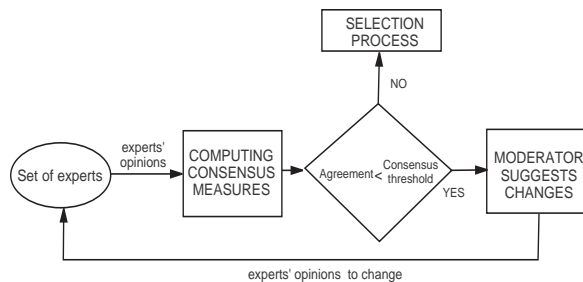 SELECTION
PROCESS
NO
experts'
opinions
Set of experts
COMPUTING
CONSENSUS
MEASURES
Agreement < Consensus
threshold
YES
MODERATOR
SUGGESTS
CHANGES
experts' opinions to change